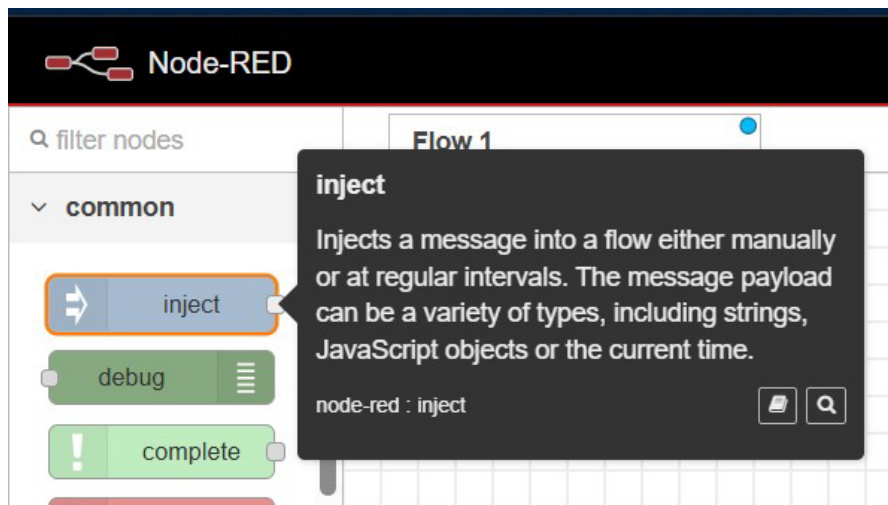 Node-RED
filter nodes
Flow 1
common
inject
Injects a message into a flow either manually
or at regular intervals. The message payload
can be a variety of types, including strings,
JavaScript objects or the current time.
node-red : inject
inject
debug
complete